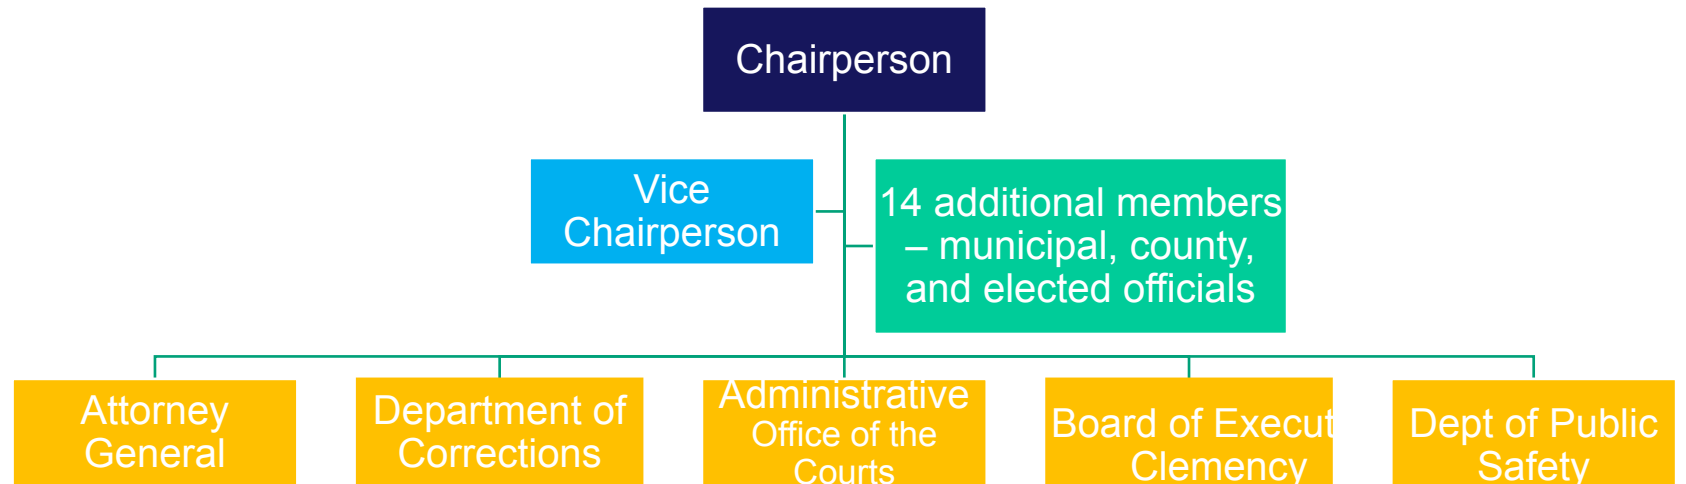 Chairperson
Vice
Chairperson
14 additional members
– municipal, county,
and elected officials
Attorney
General
Department of
Corrections
Administrative
Office of the
Courts
Board of Execut
Clemency
Dept of Public
Safety